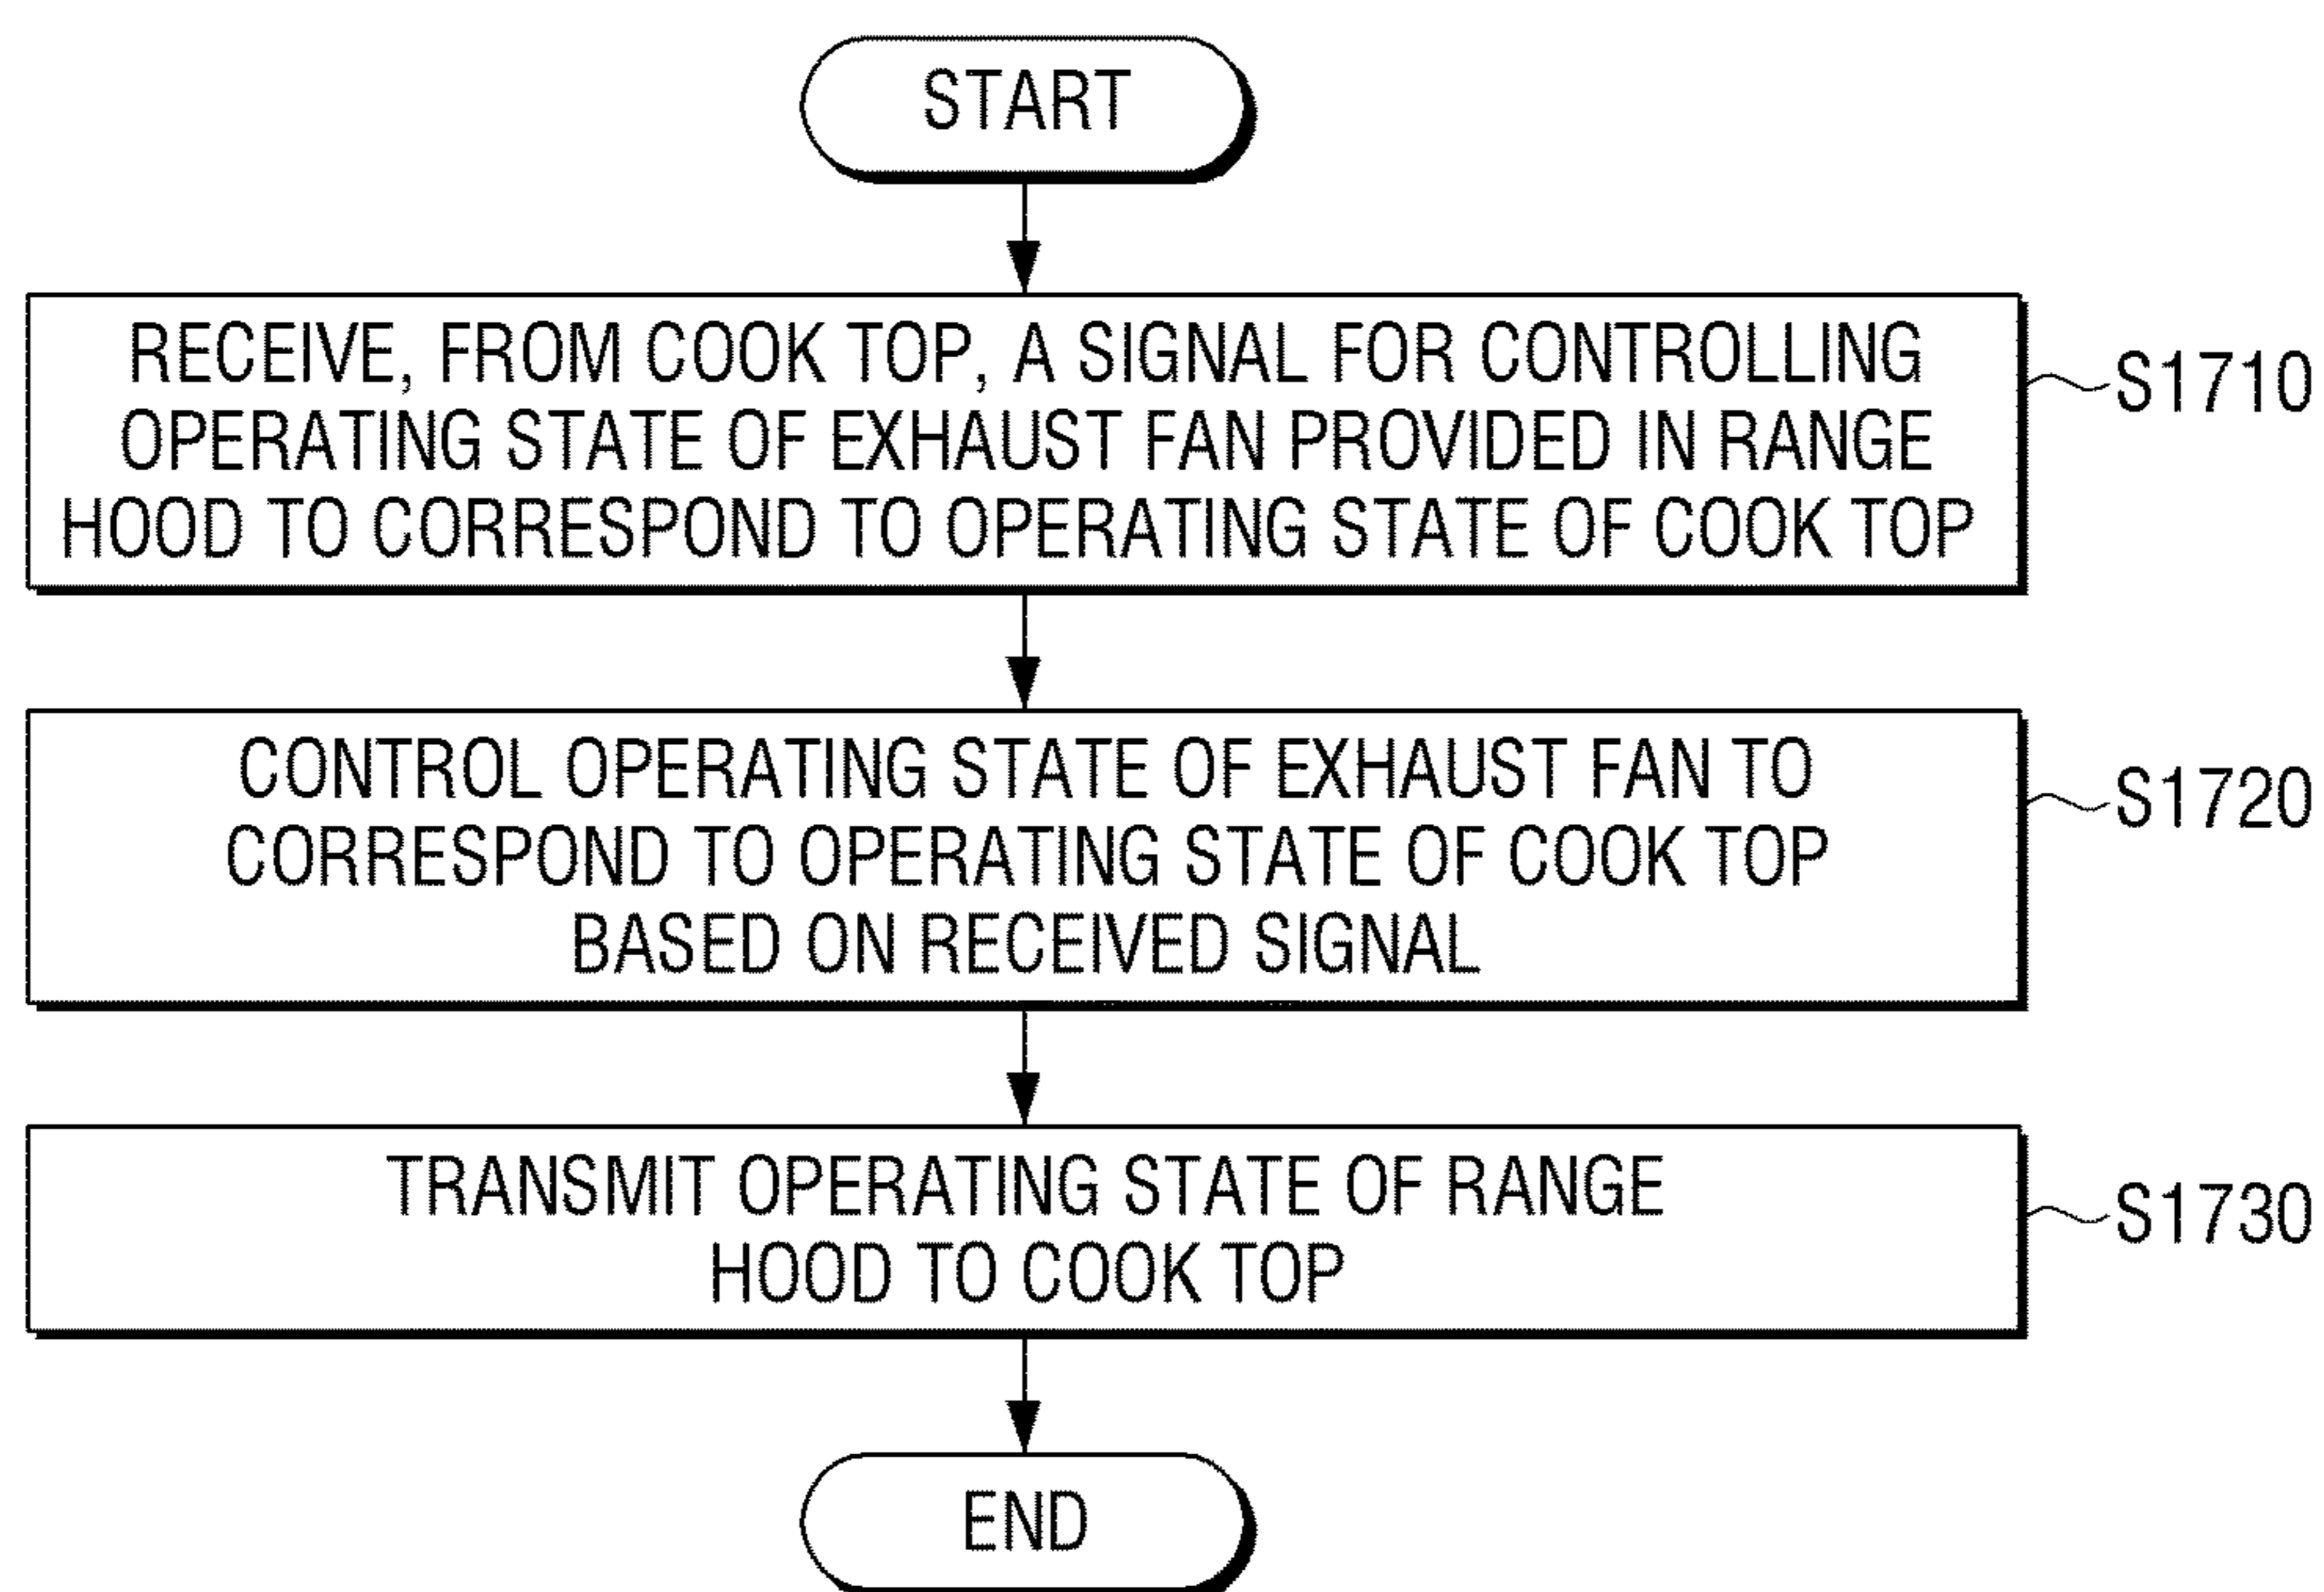 START
RECEIVE, FROM COOK TOP, A SIGNAL FOR CONTROLLING
OPERATING STATE OF EXHAUST FAN PROVIDED IN RANGE
HOOD TO CORRESPOND TO OPERATING STATE OF COOK TOP
S1710
CONTROL OPERATING STATE OF EXHAUST FAN TO
CORRESPOND TO OPERATING STATE OF COOK TOP
BASED ON RECEIVED SIGNAL
S1720
TRANSMIT OPERATING STATE OF RANGE
HOOD TO COOK TOP
S1730
END